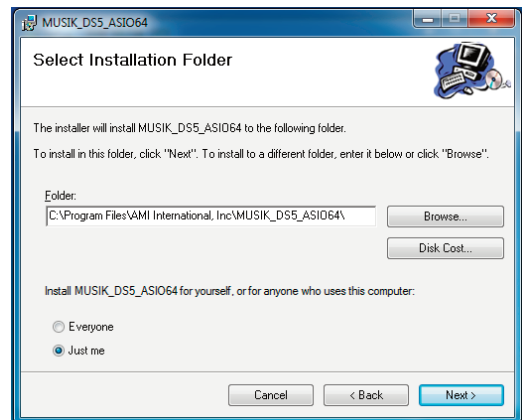 MUSIK_DS5_ASIO64
Select Installation Folder
The installer will install MUSIK_DS5_ASIO64 to the following folder.
To install in this folder, click "Next". To install to a different folder, enter it below or click "Browse".
Folder:
C:\Program Files\AMI International, Inc\MUSIK_DS5_ASIO64\
Browse...
Disk Cost...
Install MUSIK_DS5_ASIO64 for yourself, or for anyone who uses this computer:
Everyone
Just me
Cancel
< Back
Next >